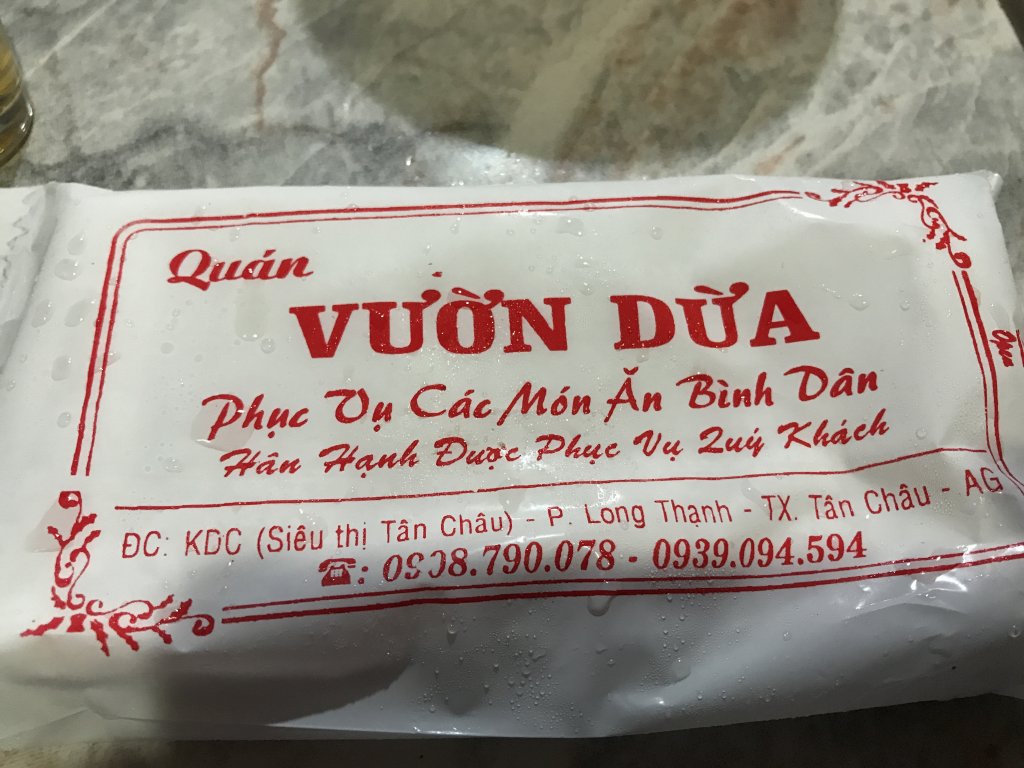 Quán
VƯỜN DỪA
Phục Vụ Các Món Ăn Bình Dân
Hân Hạnh Được Phục Vụ Quý Khách
ĐC: KDC (Siêu thị Tân Châu) - P. Long Thạnh - TX. Tân Châu - AG
☎: 0908.790.078 - 0939.094.594
Open